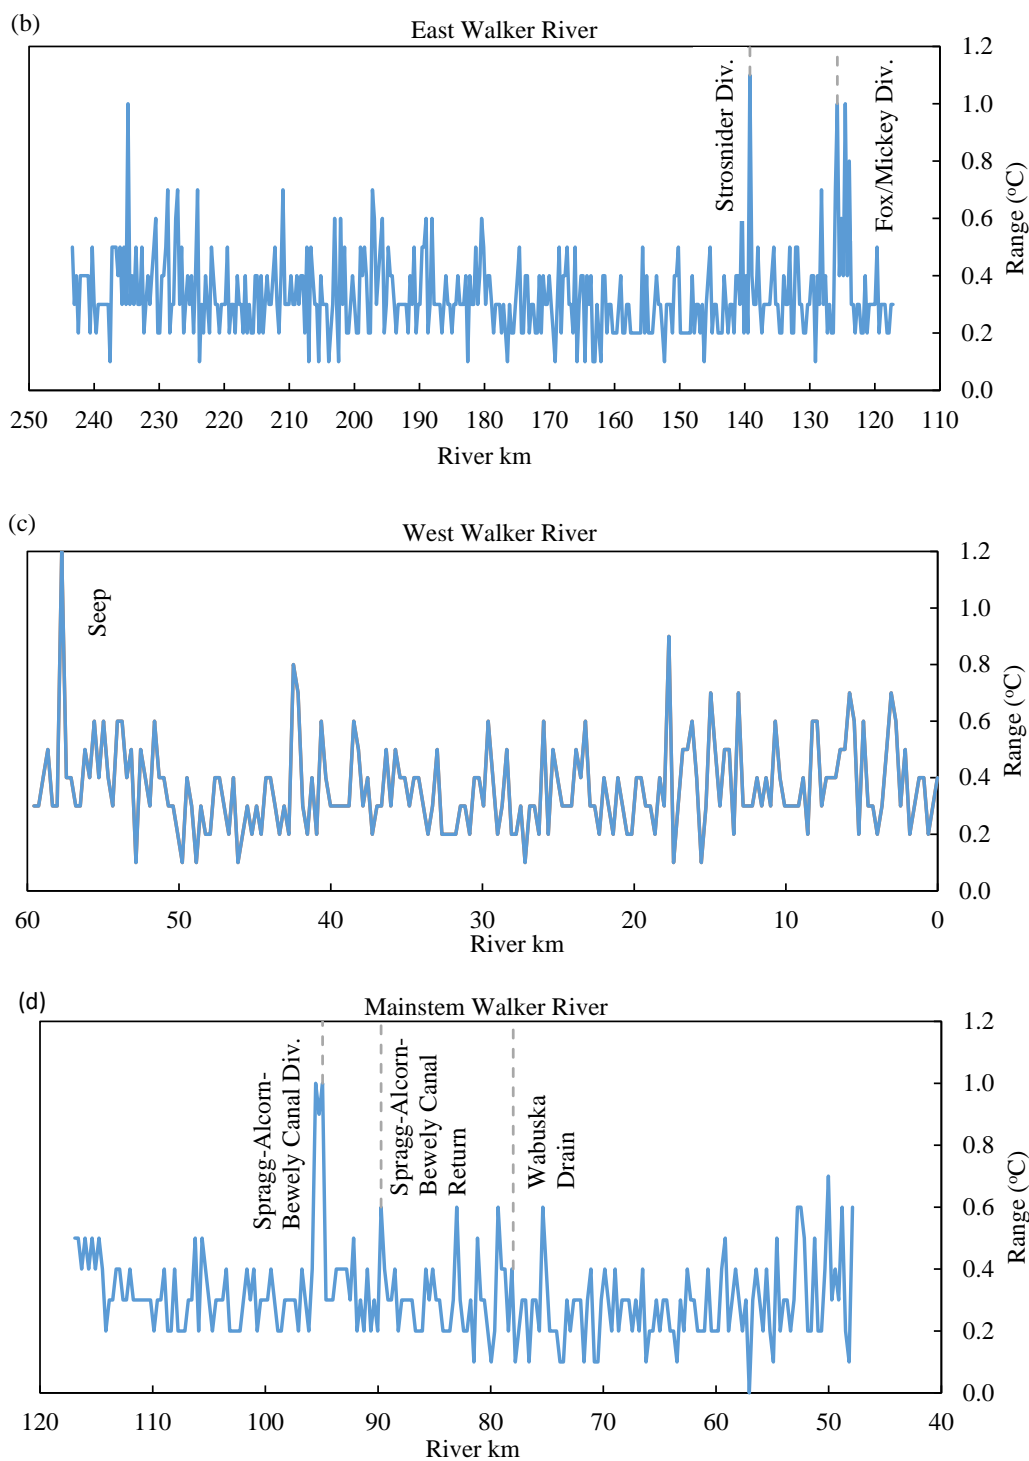 (b)
East Walker River
Strosnider Div.
Fox/Mickey Div.
1.2
1.0
0.8
0.6
0.4
0.2
0.0
Range (°C)
250 240 230 220 210 200 190 180 170 160 150 140 130 120 110
River km
(c)
West Walker River
Seep
1.2
1.0
0.8
0.6
0.4
0.2
0.0
Range (°C)
60 50 40 30 20 10 0
River km
(d)
Mainstem Walker River
Spragg-Alcorn-
Bewely Canal Div.
Spragg-Alcorn-
Bewely Canal
Return
Wabuska
Drain
1.2
1.0
0.8
0.6
0.4
0.2
0.0
Range (°C)
120 110 100 90 80 70 60 50 40
River km